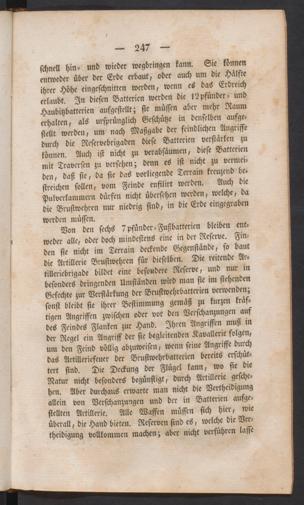 — 247 —
schnell hin- und wieder wegbringen kann. Sie können
entweder über der Erde erbaut, oder auch um die Hälfte
ihrer Höhe eingeschnitten werden, wenn es das Erdreich
erlaubt. In diesen Batterien werden die 12pfünder- und
Haubitzbatterien aufgestellt; sie müssen aber mehr Raum
erhalten, als ursprünglich Geschütze in denselben aufge-
stellt werden, um nach Maßgabe der feindlichen Angriffe
durch die Reservebrigaden diese Batterien verstärken zu
können. Auch ist nicht zu verabsäumen, diese Batterien
mit Traversen zu versehen; denn es ist nicht zu vermei-
den, daß sie, da sie das vorliegende Terrain kreuzend be-
streichen sollen, vom Feinde enfilirt werden. Auch die
Pulverkammern dürfen nicht übersehen werden, welche, da
die Brustwehren nur niedrig sind, in die Erde eingegraben
werden müssen.
Von den sechs 7pfünder-Fußbatterien bleiben ent-
weder alle, oder doch mindestens eine in der Reserve. Fin-
den sie nicht im Terrain deckende Gegenstände, so baut
die Artillerie Brustwehren für dieselben. Die reitende Ar-
tilleriebrigade bildet eine besondere Reserve, und nur in
besonders dringenden Umständen wird man sie im stehenden
Gefechte zur Verstärkung der Brustwehrbatterien verwenden;
sonst bleibt sie ihrer Bestimmung gemäß zu kurzen kräf-
tigen Angriffen zwischen oder vor den Verschanzungen auf
des Feindes Flanken zur Hand. Ihren Angriffen muß in
der Regel ein Angriff der sie begleitenden Kavallerie folgen,
um den Feind völlig abzuweisen, wenn seine Angriffe durch
das Artilleriefeuer der Brustwehrbatterien bereits erschüt-
tert sind. Die Deckung der Flügel kann, wo sie die
Natur nicht besonders begünstigt, durch Artillerie gesche-
hen. Aber durchaus erwarte man nicht die Vertheidigung
allein von Verschanzungen und der in Batterien aufge-
stellten Artillerie. Alle Waffen müssen sich hier, wie
überall, die Hand bieten. Reserven sind es, welche die Ver-
theidigung vollkommen machen; aber nicht verführen lasse